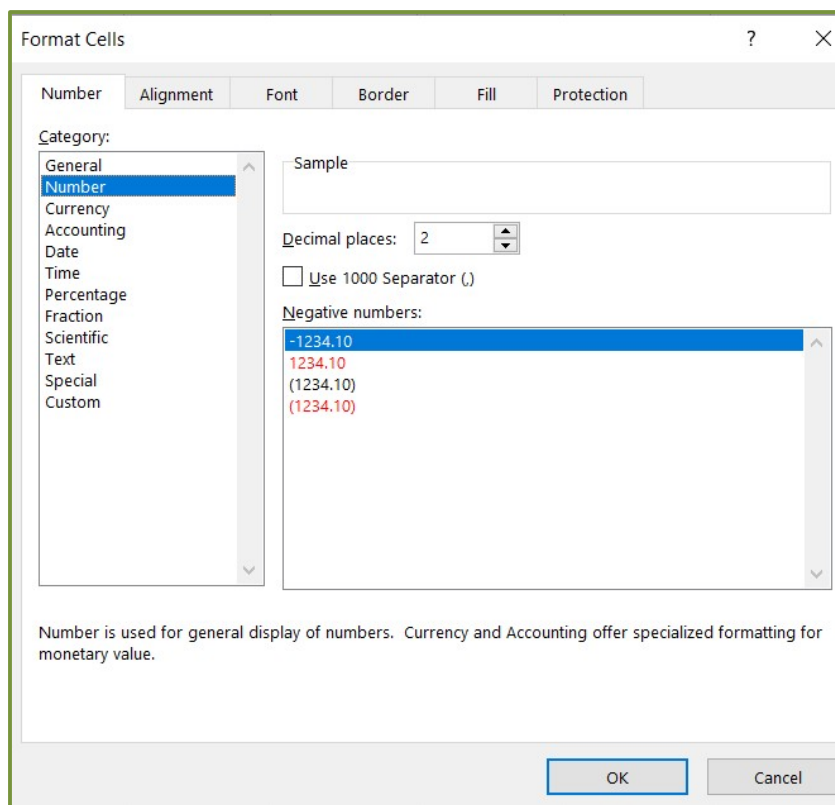 Format Cells ?
Number Alignment Font Border Fill Protection
Category:
General
Number
Currency
Accounting
Date
Time
Percentage
Fraction
Scientific
Text
Special
Custom
Sample
Decimal places: 2
Use 1000 Separator (,)
Negative numbers:
-1234.10
1234.10
(1234.10)
(1234.10)
Number is used for general display of numbers.  Currency and Accounting offer specialized formatting for
monetary value.
OK Cancel